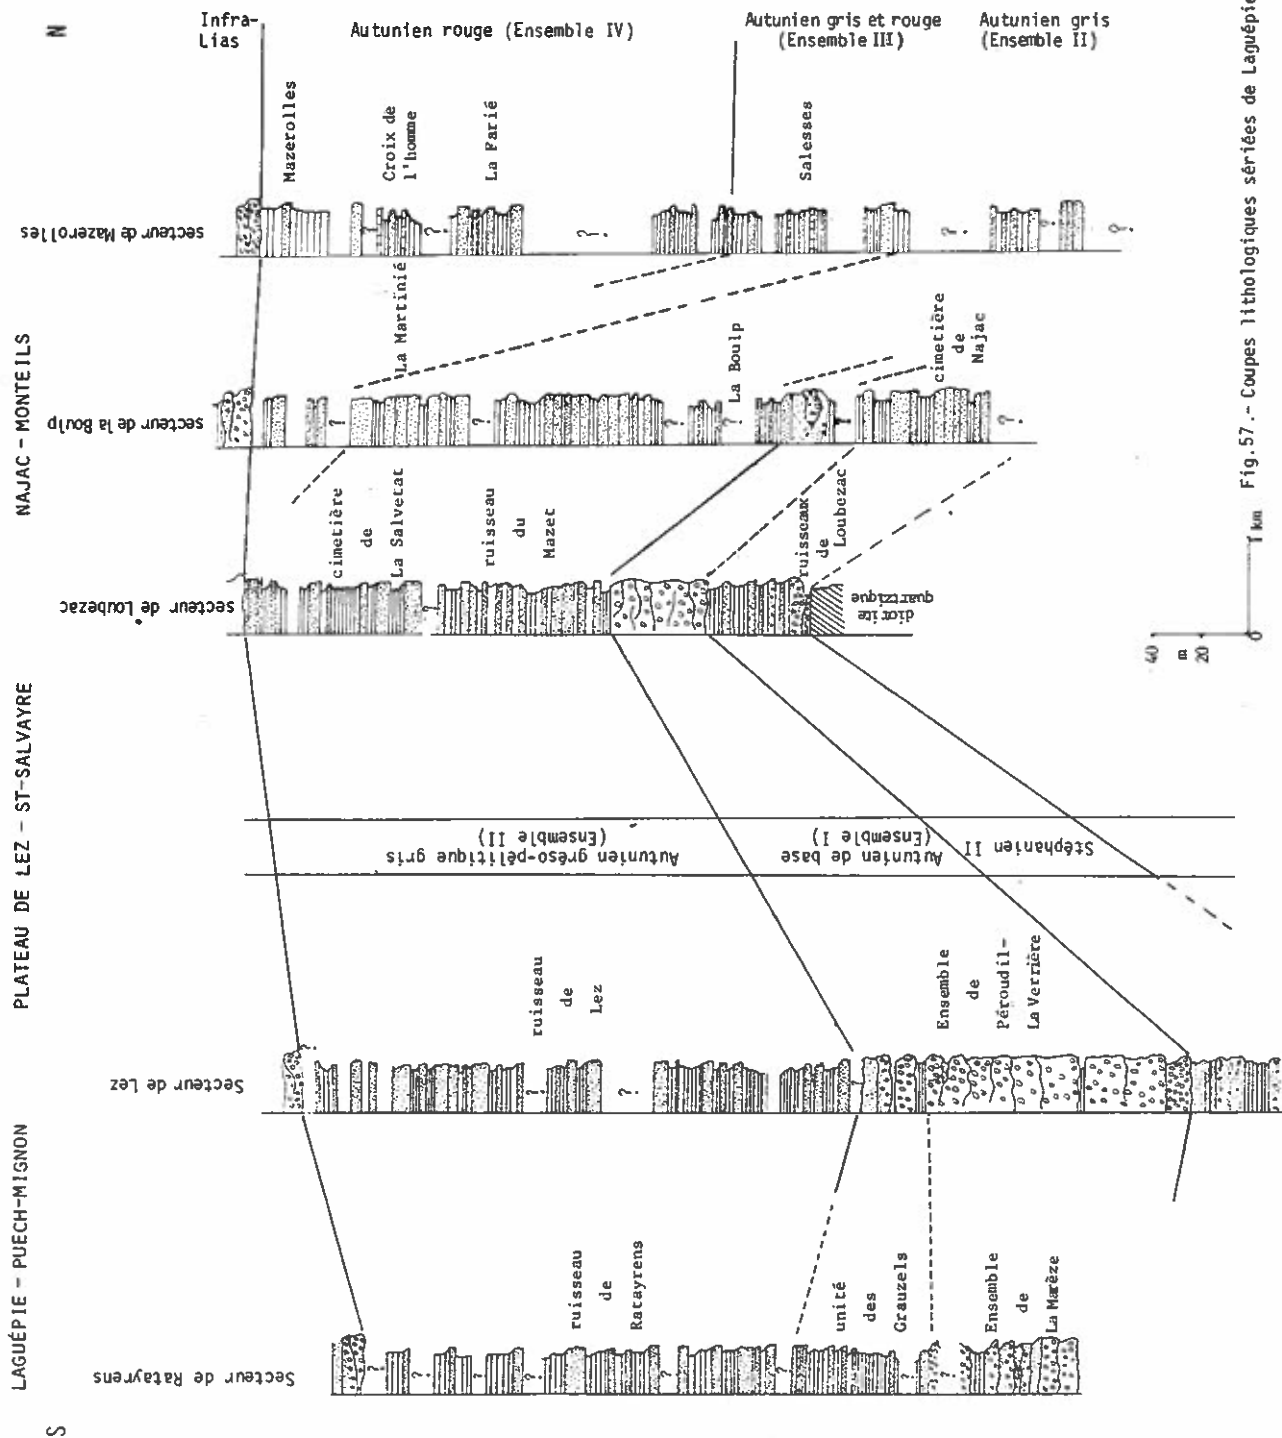 N
Infra-
Lias
Autunien rouge (Ensemble IV)
Autunien gris et rouge
(Ensemble III)
Autunien gris
(Ensemble II)
NAJAC - MONTEILS
secteur de Mazerolles
Mazerolles
Croix de
l'homme
La Farié
Salesses
?
?
?
?
?
?
secteur de la Boulp
La Martinié
La Boulp
cimetière
de
Najac
?
?
?
?
?
secteur de Loubezac
cimetière
de
La Salvetat
ruisseau
du
Mazet
ruisseaux
de
Loubezac
diorite
quartzique
?
PLATEAU DE LEZ - ST-SALVAYRE
Autunien gréso-pélitique gris
(Ensemble II)
Autunien de base
(Ensemble I)
Stéphanien II
Secteur de Lez
ruisseau
de
Lez
Ensemble
de
Péroudil-
La Verrière
?
?
?
LAGUÉPIE - PUECH-MIGNON
Secteur de Ratayrens
ruisseau
de
Ratayrens
unité
des
Grauzels
Ensemble
de
La Marèze
?
?
?
?
?
?
?
?
S
40
m
20
0
1 km
Fig.57.- Coupes lithologiques sériées de Laguépie